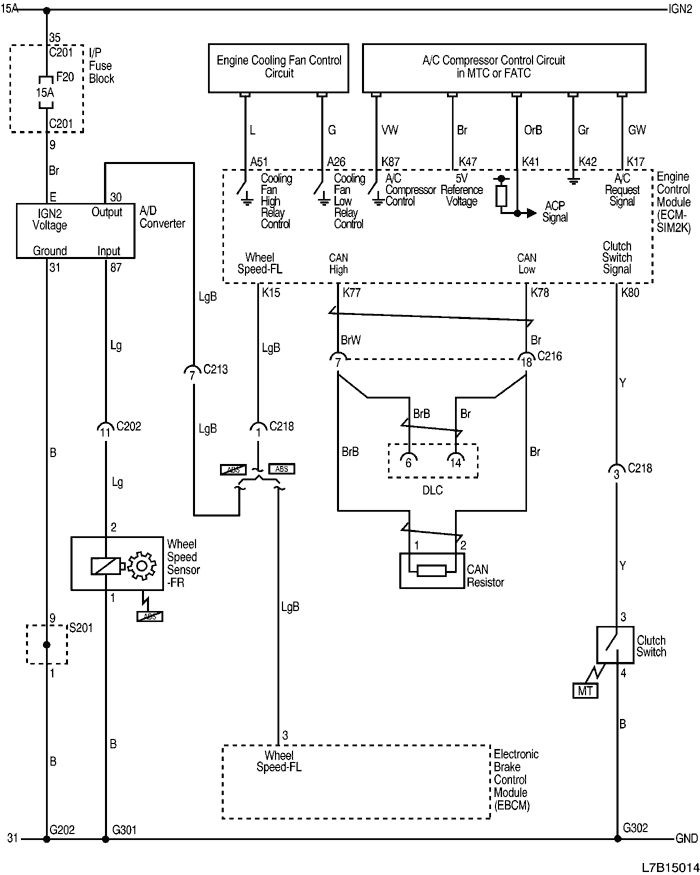 15A
IGN2
35
C201
I/P
Fuse
Block
F20
15A
C201
9
Br
E
30
IGN2
Voltage
Output
Ground
Input
A/D
Converter
31
87
Engine Cooling Fan Control
Circuit
A/C Compressor Control Circuit
in MTC or FATC
L
G
VW
Br
OrB
Gr
GW
A51
A26
K87
K47
K41
K42
K17
Cooling
Fan
High
Relay
Control
Cooling
Fan
Low
Relay
Control
A/C
Compressor
Control
5V
Reference
Voltage
ACP
Signal
A/C
Request
Signal
Engine
Control
Module
(ECM-
SIM2K)
Wheel
Speed-FL
CAN
High
CAN
Low
Clutch
Switch
Signal
K15
K77
K78
K80
LgB
Lg
LgB
BrW
Br
7
C213
7
18
C216
Y
11
C202
LgB
1
C218
BrB
Br
BrB
Br
B
Lg
ABS
ABS
6
14
DLC
3
C218
2
Wheel
Speed
Sensor
-FR
1
ABS
1
2
CAN
Resistor
Y
LgB
9
S201
1
3
Clutch
Switch
4
MT
B
B
B
3
Wheel
Speed-FL
Electronic
Brake
Control
Module
(EBCM)
31
G202
G301
G302
GND
L7B15014